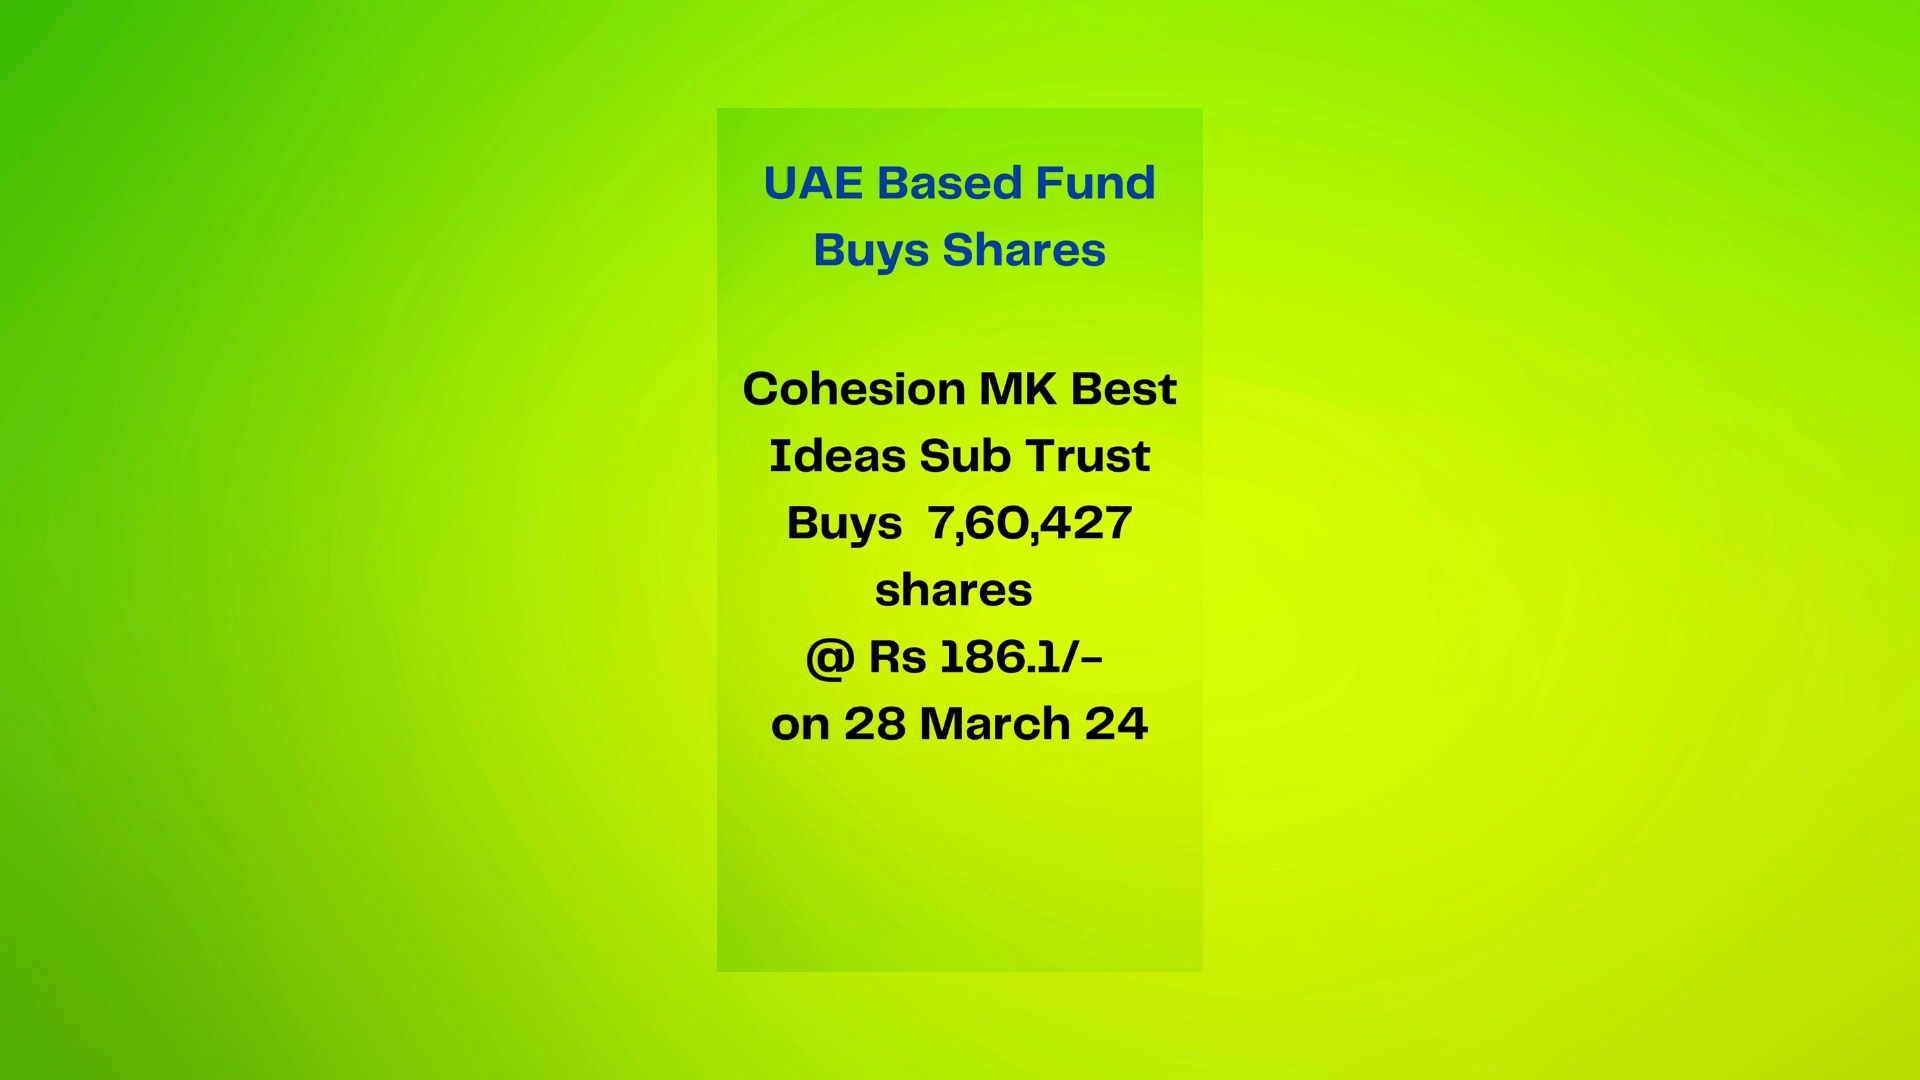 UAE Based Fund
Buys Shares
Cohesion MK Best
Ideas Sub Trust
Buys 7,60,427
shares
@ Rs 186.1/-
on 28 March 24